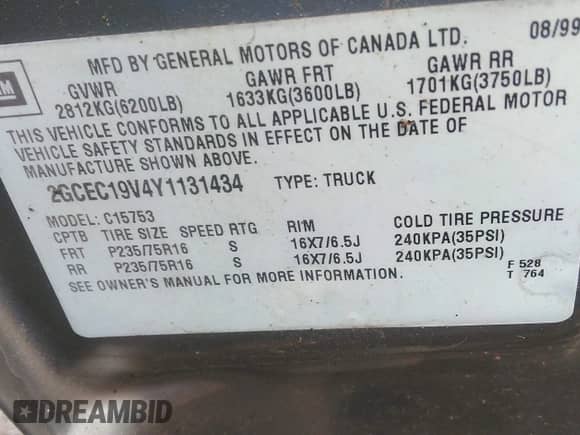 GM
MFD BY GENERAL MOTORS OF CANADA LTD. 08/99
GVWR GAWR FRT GAWR RR
2812KG(6200LB) 1633KG(3600LB) 1701KG(3750LB)
THIS VEHICLE CONFORMS TO ALL APPLICABLE U.S. FEDERAL MOTOR
VEHICLE SAFETY STANDARDS IN EFFECT ON THE DATE OF
MANUFACTURE SHOWN ABOVE.
2GCEC19V4Y1131434 TYPE: TRUCK
MODEL: C15753
CPTB TIRE SIZE SPEED RTG RIM COLD TIRE PRESSURE
FRT P235/75R16 S 16X7/6.5J 240KPA(35PSI)
RR P235/75R16 S 16X7/6.5J 240KPA(35PSI)
SEE OWNER'S MANUAL FOR MORE INFORMATION.
F 528
T 764
DREAMBID